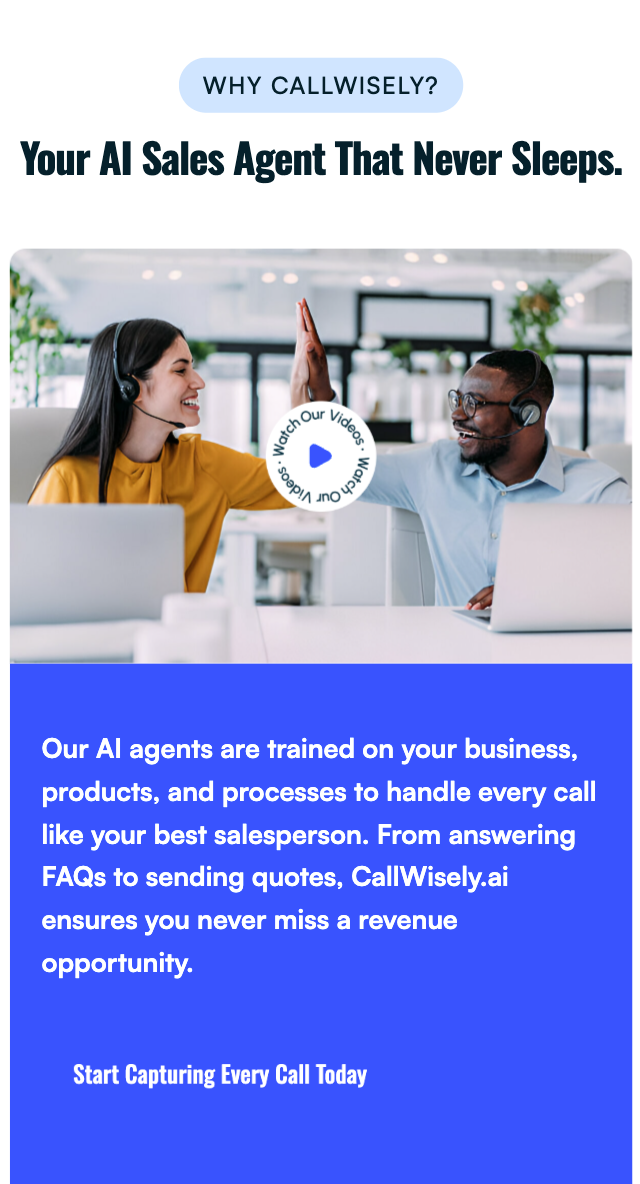 WHY CALLWISELY?
Your AI Sales Agent That Never Sleeps.
Watch Our Videos · Watch Our Videos ·
Our AI agents are trained on your business,
products, and processes to handle every call
like your best salesperson. From answering
FAQs to sending quotes, CallWisely.ai
ensures you never miss a revenue
opportunity.
Start Capturing Every Call Today